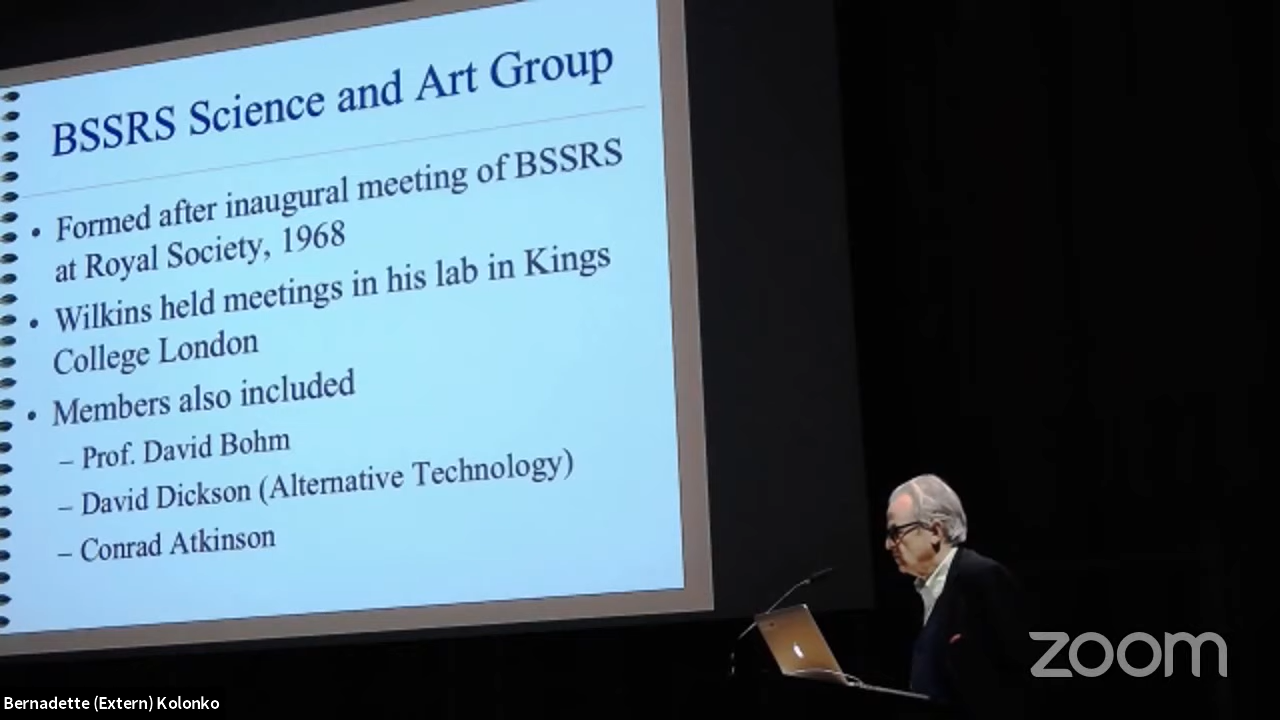 BSSRS Science and Art Group
• Formed after inaugural meeting of BSSRS
at Royal Society, 1968
• Wilkins held meetings in his lab in Kings
College London
• Members also included
– Prof. David Bohm
– David Dickson (Alternative Technology)
– Conrad Atkinson
zoom
Bernadette (Extern) Kolonko